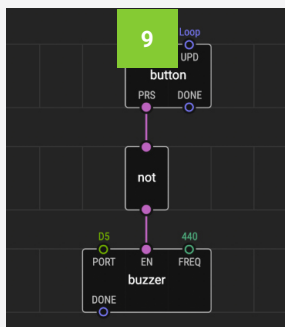 9
Loop
UPD
button
PRS DONE
not
D5 440
PORT EN FREQ
buzzer
DONE